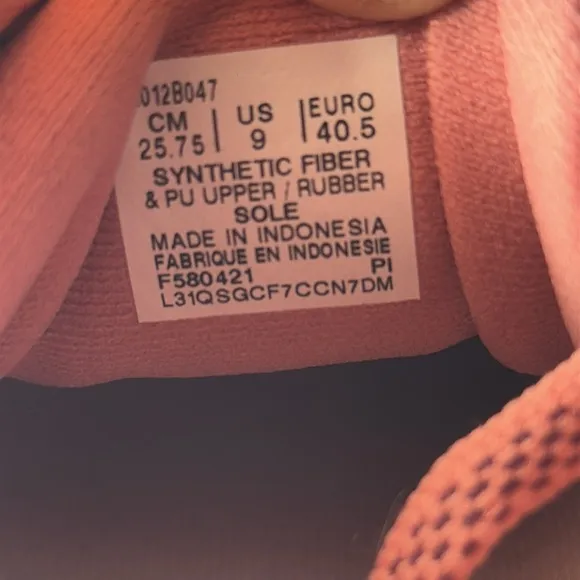 012B047
CM | US | EURO
25.75 | 9 | 40.5
SYNTHETIC FIBER
& PU UPPER / RUBBER
SOLE
MADE IN INDONESIA
FABRIQUE EN INDONESIE
F580421 PI
L31QSGCF7CCN7DM